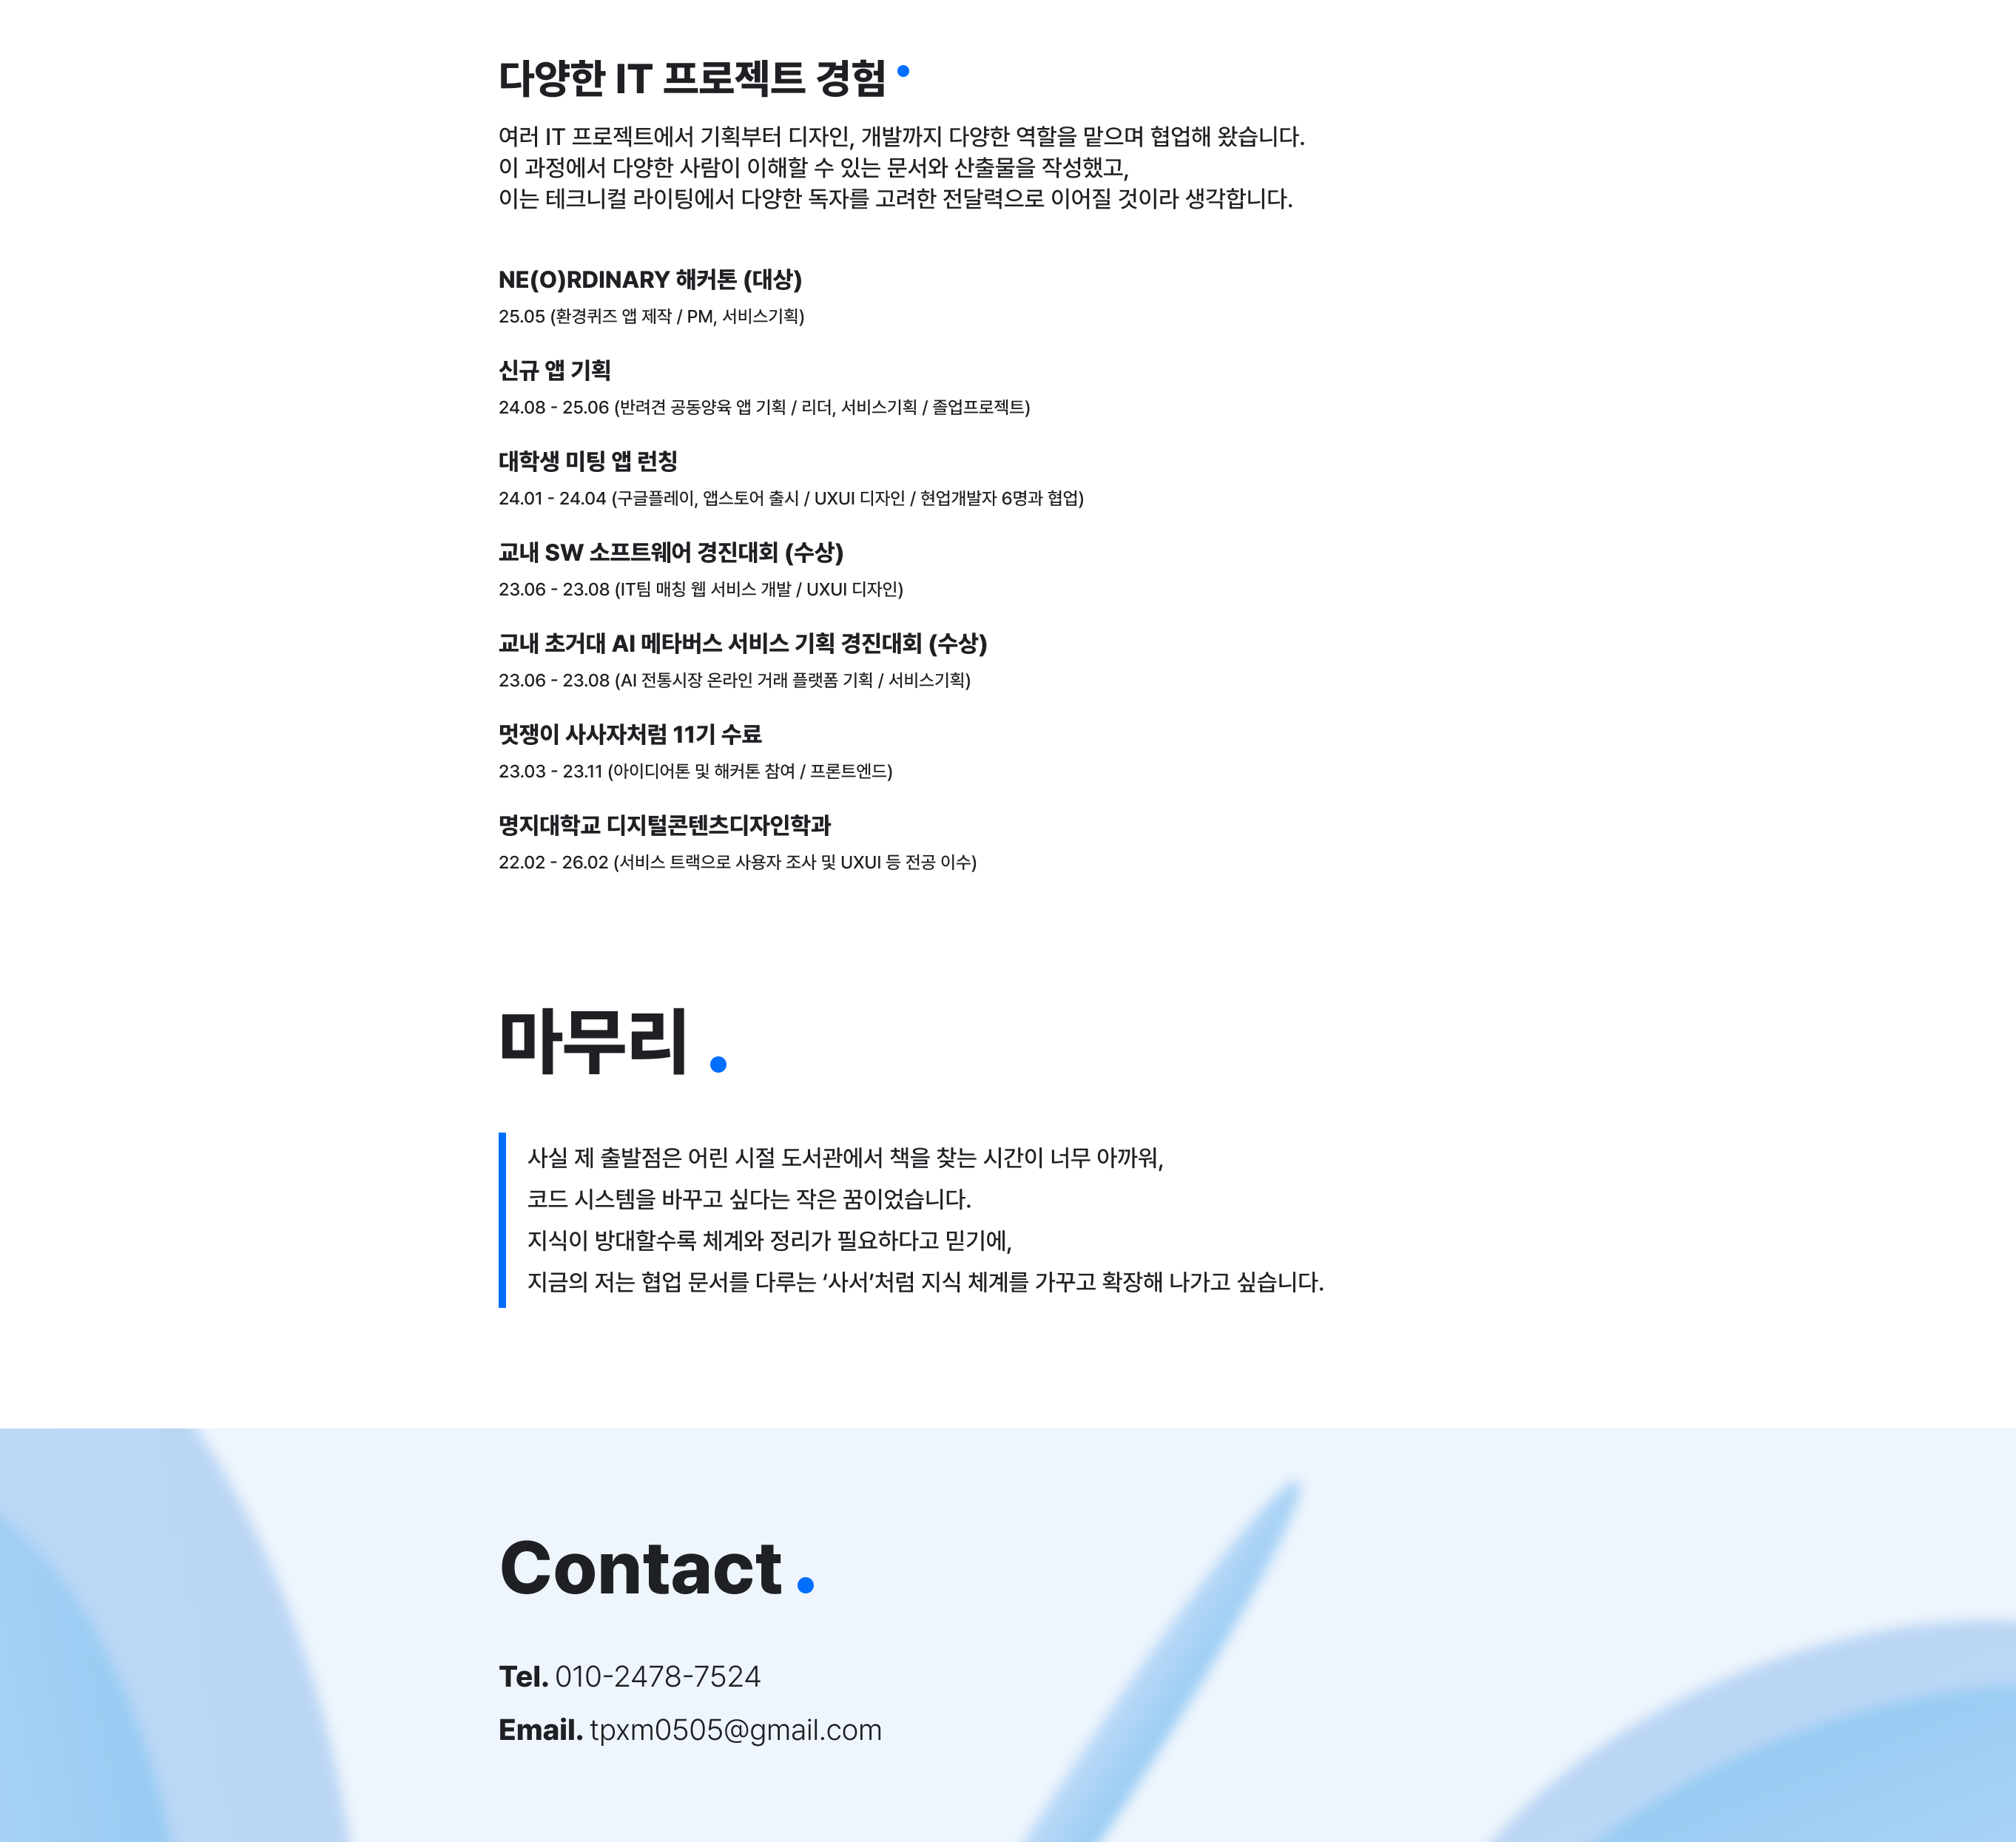 다양한 IT 프로젝트 경험
여러 IT 프로젝트에서 기획부터 디자인, 개발까지 다양한 역할을 맡으며 협업해 왔습니다.
이 과정에서 다양한 사람이 이해할 수 있는 문서와 산출물을 작성했고,
이는 테크니컬 라이팅에서 다양한 독자를 고려한 전달력으로 이어질 것이라 생각합니다.
NE(O)RDINARY 해커톤 (대상)
25.05 (환경퀴즈 앱 제작 / PM, 서비스기획)
신규 앱 기획
24.08 - 25.06 (반려견 공동양육 앱 기획 / 리더, 서비스기획 / 졸업프로젝트)
대학생 미팅 앱 런칭
24.01 - 24.04 (구글플레이, 앱스토어 출시 / UXUI 디자인 / 현업개발자 6명과 협업)
교내 SW 소프트웨어 경진대회 (수상)
23.06 - 23.08 (IT팀 매칭 웹 서비스 개발 / UXUI 디자인)
교내 초거대 AI 메타버스 서비스 기획 경진대회 (수상)
23.06 - 23.08 (AI 전통시장 온라인 거래 플랫폼 기획 / 서비스기획)
멋쟁이 사사자처럼 11기 수료
23.03 - 23.11 (아이디어톤 및 해커톤 참여 / 프론트엔드)
명지대학교 디지털콘텐츠디자인학과
22.02 - 26.02 (서비스 트랙으로 사용자 조사 및 UXUI 등 전공 이수)
마무리 .
사실 제 출발점은 어린 시절 도서관에서 책을 찾는 시간이 너무 아까워,
코드 시스템을 바꾸고 싶다는 작은 꿈이었습니다.
지식이 방대할수록 체계와 정리가 필요하다고 믿기에,
지금의 저는 협업 문서를 다루는 ‘사서’처럼 지식 체계를 가꾸고 확장해 나가고 싶습니다.
Contact .
Tel. 010-2478-7524
Email. tpxm0505@gmail.com